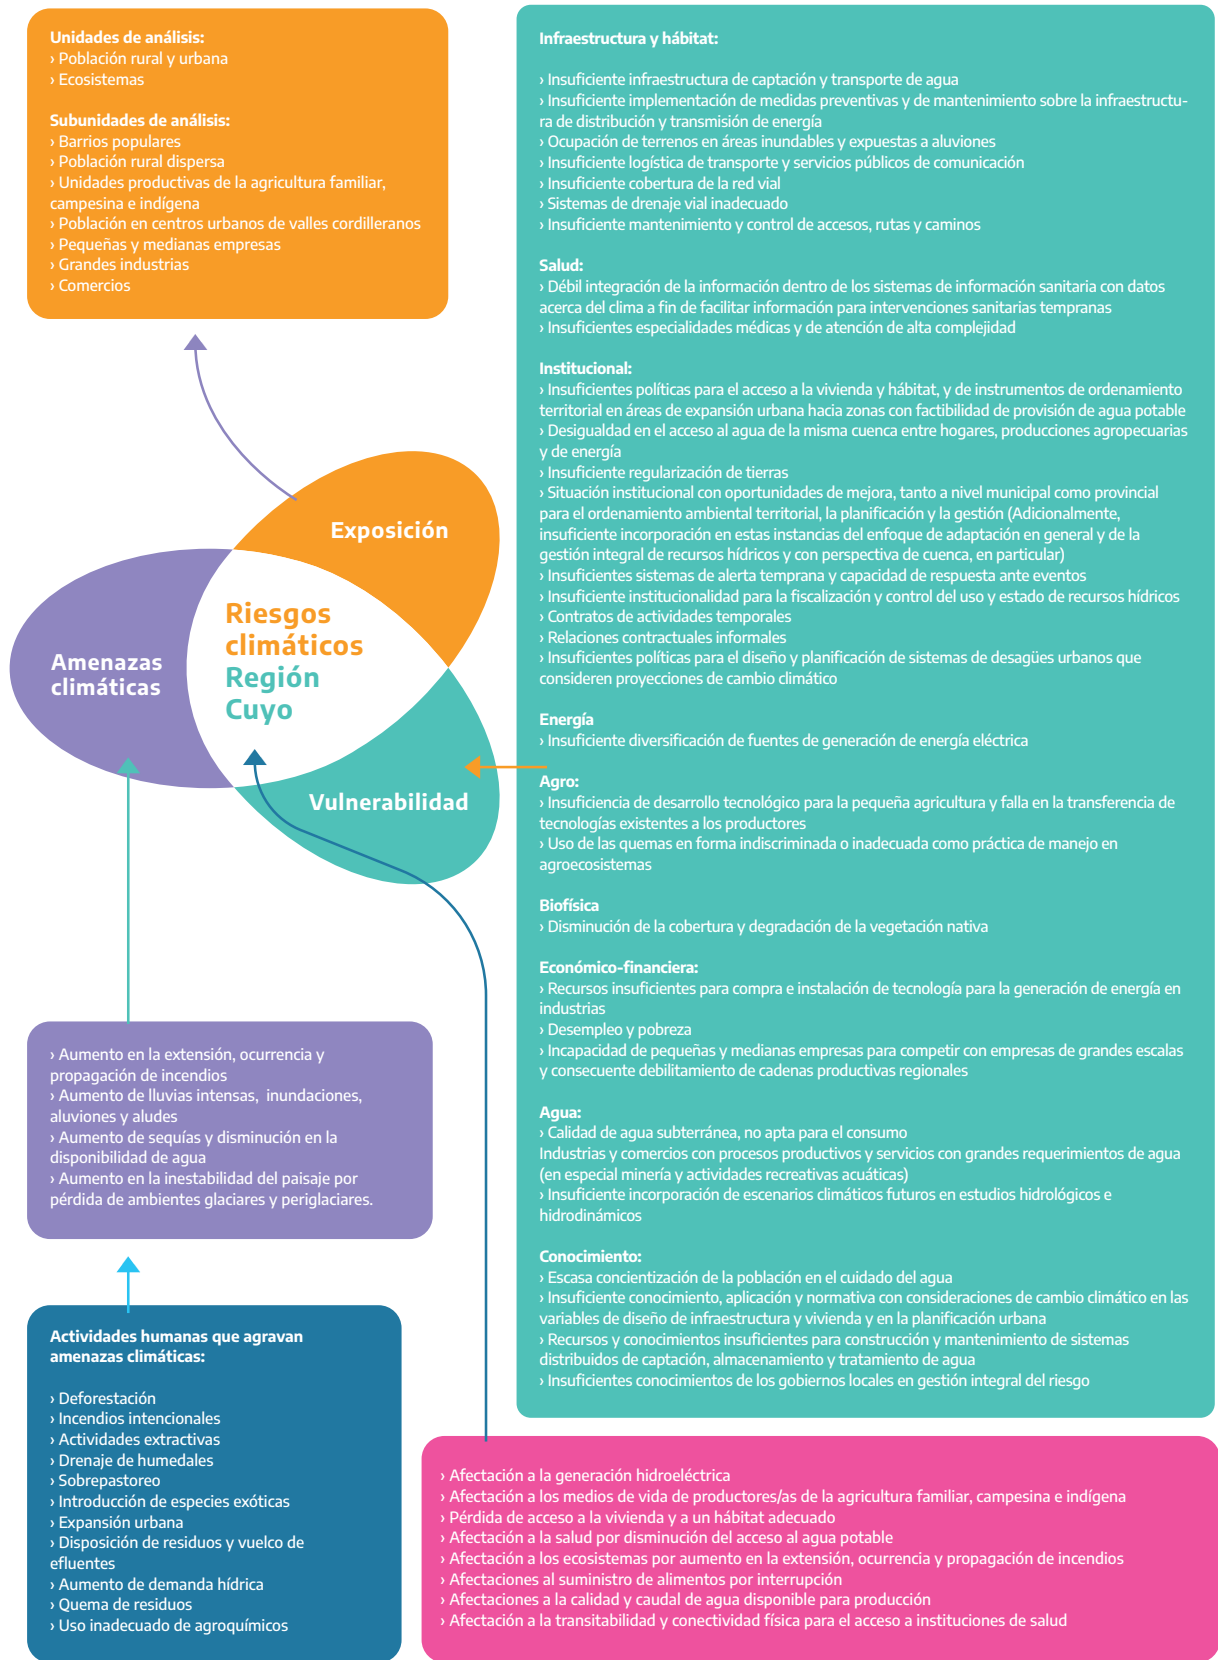 Unidades de análisis:
› Población rural y urbana
› Ecosistemas
Subunidades de análisis:
› Barrios populares
› Población rural dispersa
› Unidades productivas de la agricultura familiar,
campesina e indígena
› Población en centros urbanos de valles cordilleranos
› Pequeñas y medianas empresas
› Grandes industrias
› Comercios
Exposición
Amenazas
climáticas
Riesgos
climáticos
Región
Cuyo
Vulnerabilidad
› Aumento en la extensión, ocurrencia y
propagación de incendios
› Aumento de lluvias intensas, inundaciones,
aluviones y aludes
› Aumento de sequías y disminución en la
disponibilidad de agua
› Aumento en la inestabilidad del paisaje por
pérdida de ambientes glaciares y periglaciares.
Actividades humanas que agravan
amenazas climáticas:
› Deforestación
› Incendios intencionales
› Actividades extractivas
› Drenaje de humedales
› Sobrepastoreo
› Introducción de especies exóticas
› Expansión urbana
› Disposición de residuos y vuelco de
efluentes
› Aumento de demanda hídrica
› Quema de residuos
› Uso inadecuado de agroquímicos
Infraestructura y hábitat:
› Insuficiente infraestructura de captación y transporte de agua
› Insuficiente implementación de medidas preventivas y de mantenimiento sobre la infraestructu-
ra de distribución y transmisión de energía
› Ocupación de terrenos en áreas inundables y expuestas a aluviones
› Insuficiente logística de transporte y servicios públicos de comunicación
› Insuficiente cobertura de la red vial
› Sistemas de drenaje vial inadecuado
› Insuficiente mantenimiento y control de accesos, rutas y caminos
Salud:
› Débil integración de la información dentro de los sistemas de información sanitaria con datos
acerca del clima a fin de facilitar información para intervenciones sanitarias tempranas
› Insuficientes especialidades médicas y de atención de alta complejidad
Institucional:
› Insuficientes políticas para el acceso a la vivienda y hábitat, y de instrumentos de ordenamiento
territorial en áreas de expansión urbana hacia zonas con factibilidad de provisión de agua potable
› Desigualdad en el acceso al agua de la misma cuenca entre hogares, producciones agropecuarias
y de energía
› Insuficiente regularización de tierras
› Situación institucional con oportunidades de mejora, tanto a nivel municipal como provincial
para el ordenamiento ambiental territorial, la planificación y la gestión (Adicionalmente,
insuficiente incorporación en estas instancias del enfoque de adaptación en general y de la
gestión integral de recursos hídricos y con perspectiva de cuenca, en particular)
› Insuficientes sistemas de alerta temprana y capacidad de respuesta ante eventos
› Insuficiente institucionalidad para la fiscalización y control del uso y estado de recursos hídricos
› Contratos de actividades temporales
› Relaciones contractuales informales
› Insuficientes políticas para el diseño y planificación de sistemas de desagües urbanos que
consideren proyecciones de cambio climático
Energía
› Insuficiente diversificación de fuentes de generación de energía eléctrica
Agro:
› Insuficiencia de desarrollo tecnológico para la pequeña agricultura y falla en la transferencia de
tecnologías existentes a los productores
› Uso de las quemas en forma indiscriminada o inadecuada como práctica de manejo en
agroecosistemas
Biofísica
› Disminución de la cobertura y degradación de la vegetación nativa
Económico-financiera:
› Recursos insuficientes para compra e instalación de tecnología para la generación de energía en
industrias
› Desempleo y pobreza
› Incapacidad de pequeñas y medianas empresas para competir con empresas de grandes escalas
y consecuente debilitamiento de cadenas productivas regionales
Agua:
› Calidad de agua subterránea, no apta para el consumo
Industrias y comercios con procesos productivos y servicios con grandes requerimientos de agua
(en especial minería y actividades recreativas acuáticas)
› Insuficiente incorporación de escenarios climáticos futuros en estudios hidrológicos e
hidrodinámicos
Conocimiento:
› Escasa concientización de la población en el cuidado del agua
› Insuficiente conocimiento, aplicación y normativa con consideraciones de cambio climático en las
variables de diseño de infraestructura y vivienda y en la planificación urbana
› Recursos y conocimientos insuficientes para construcción y mantenimiento de sistemas
distribuidos de captación, almacenamiento y tratamiento de agua
› Insuficientes conocimientos de los gobiernos locales en gestión integral del riesgo
› Afectación a la generación hidroeléctrica
› Afectación a los medios de vida de productores/as de la agricultura familiar, campesina e indígena
› Pérdida de acceso a la vivienda y a un hábitat adecuado
› Afectación a la salud por disminución del acceso al agua potable
› Afectación a los ecosistemas por aumento en la extensión, ocurrencia y propagación de incendios
› Afectaciones al suministro de alimentos por interrupción
› Afectaciones a la calidad y caudal de agua disponible para producción
› Afectación a la transitabilidad y conectividad física para el acceso a instituciones de salud